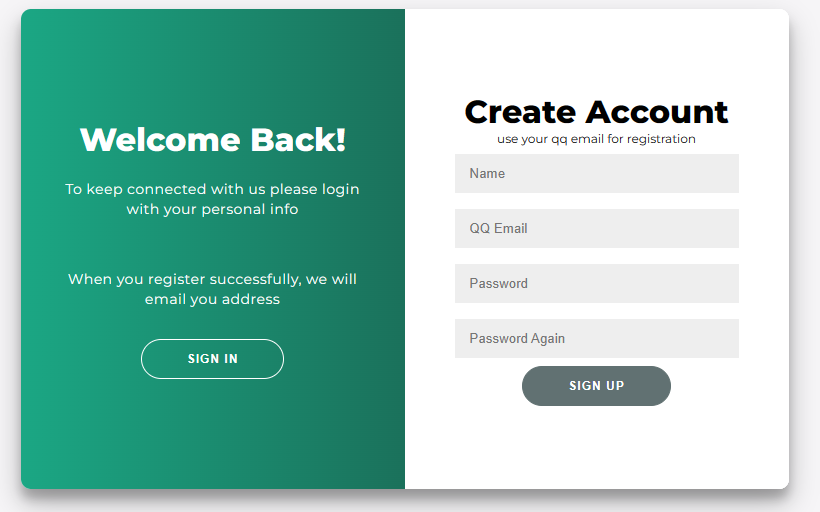 Welcome Back!
To keep connected with us please login
with your personal info
When you register successfully, we will
email you address
SIGN IN
Create Account
use your qq email for registration
Name
QQ Email
Password
Password Again
SIGN UP